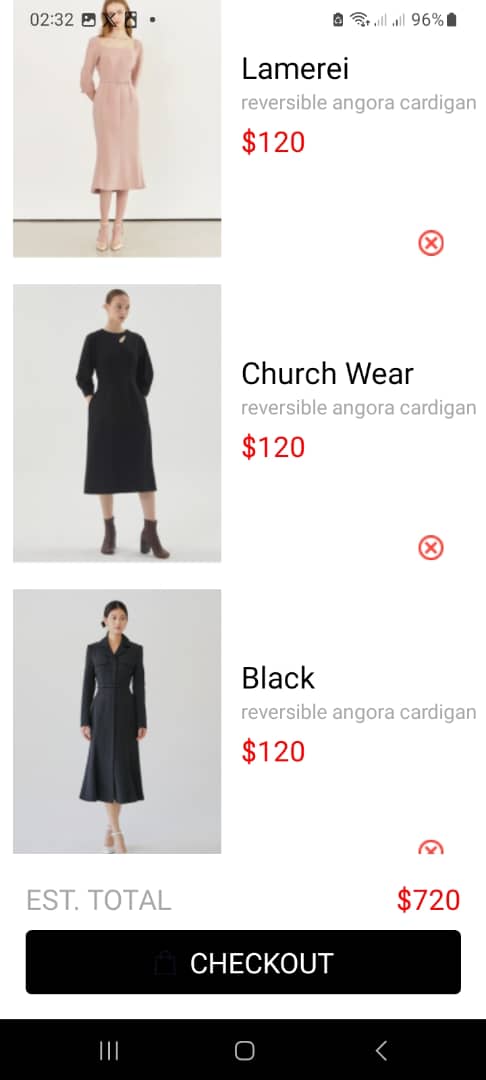 02:32
96%
Lamerei
reversible angora cardigan
$120
Church Wear
reversible angora cardigan
$120
Black
reversible angora cardigan
$120
EST. TOTAL $720
CHECKOUT